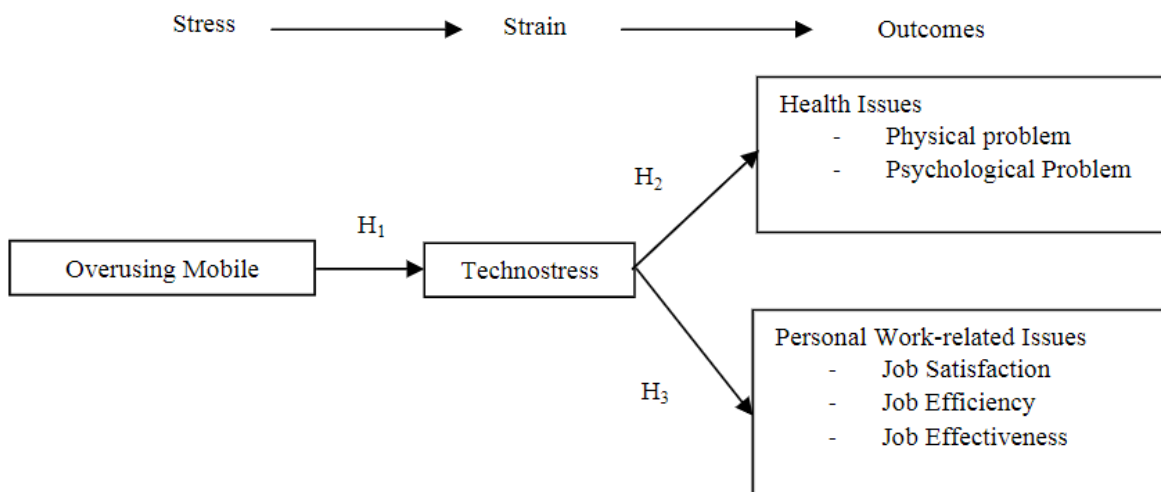 Stress
Strain
Outcomes
Health Issues
- Physical problem
- Psychological Problem
H₂
H₁
Overusing Mobile
Technostress
Personal Work-related Issues
- Job Satisfaction
- Job Efficiency
- Job Effectiveness
H₃